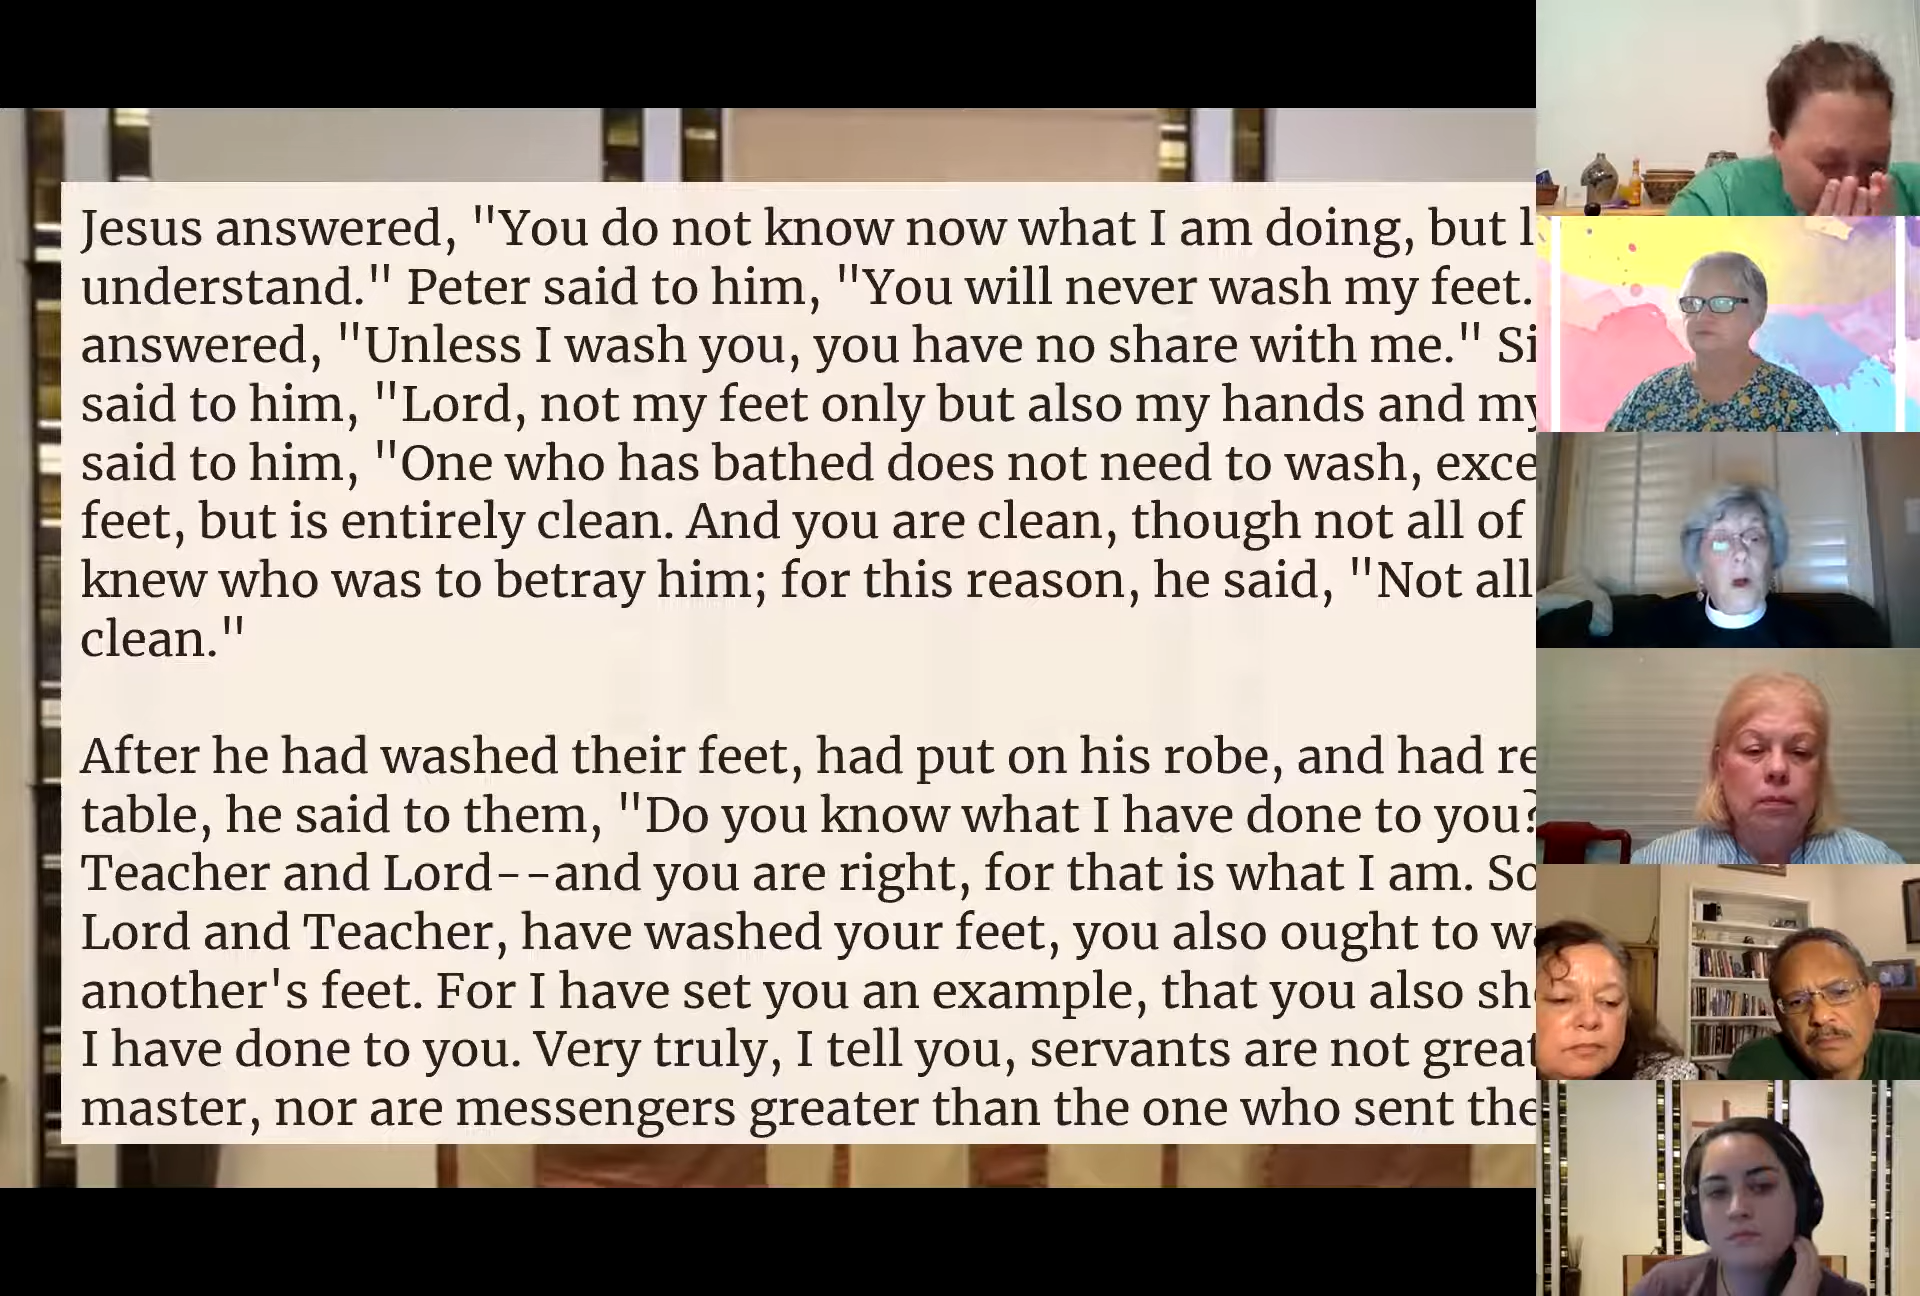 Jesus answered, "You do not know now what I am doing, but
understand." Peter said to him, "You will never wash my feet.
answered, "Unless I wash you, you have no share with me."
said to him, "Lord, not my feet only but also my hands and my
said to him, "One who has bathed does not need to wash,
feet, but is entirely clean. And you are clean, though not all of
knew who was to betray him; for this reason, he said, "Not all
clean."
After he had washed their feet, had put on his robe, and had
table, he said to them, "Do you know what I have done to you?
Teacher and Lord--and you are right, for that is what I am. So
Lord and Teacher, have washed your feet, you also ought to
another's feet. For I have set you an example, that you also
I have done to you. Very truly, I tell you, servants are not
master, nor are messengers greater than the one who sent